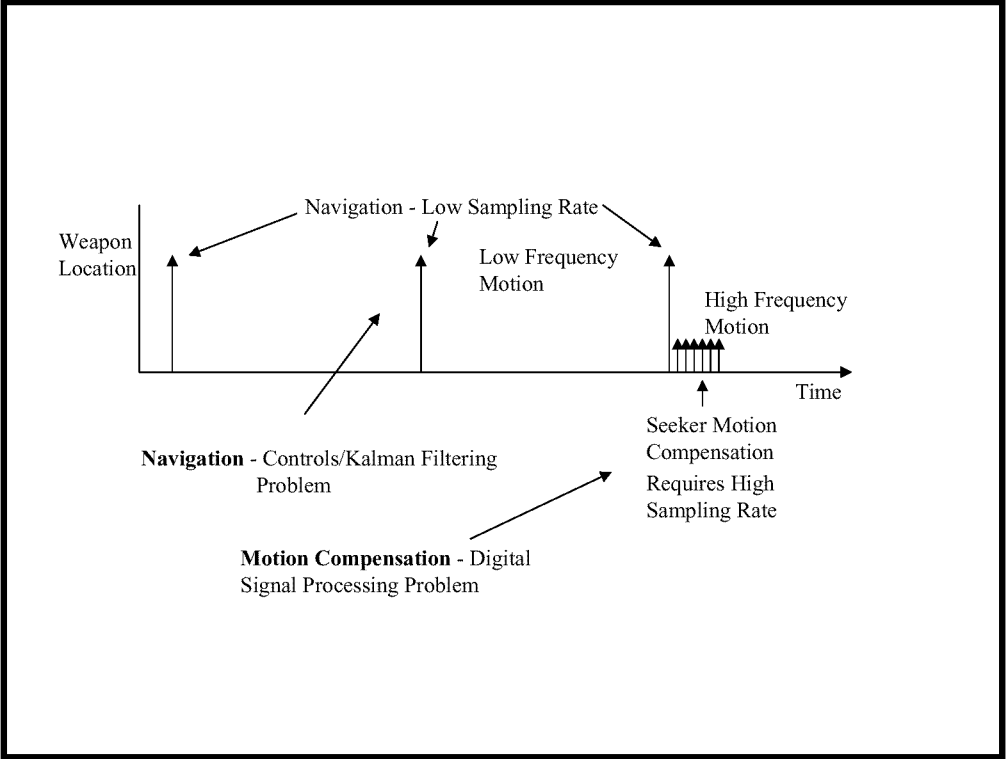 Navigation - Low Sampling Rate
Weapon
Location
Low Frequency
Motion
High Frequency
Motion
Time
Seeker Motion
Compensation
Requires High
Sampling Rate
Navigation - Controls/Kalman Filtering
Problem
Motion Compensation - Digital
Signal Processing Problem